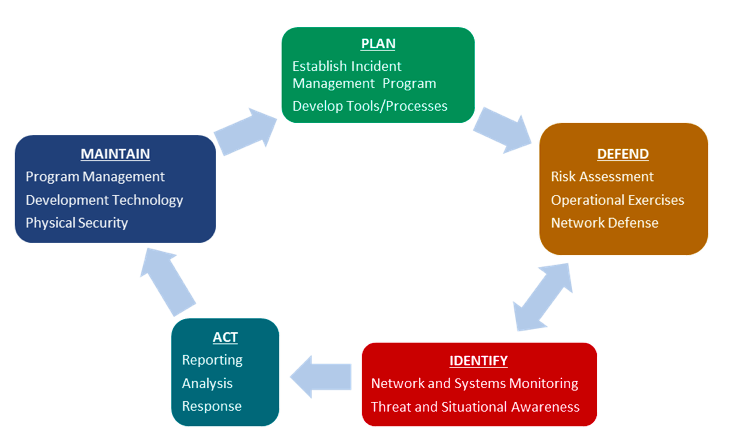 PLAN
Establish Incident
Management Program
Develop Tools/Processes
DEFEND
Risk Assessment
Operational Exercises
Network Defense
IDENTIFY
Network and Systems Monitoring
Threat and Situational Awareness
ACT
Reporting
Analysis
Response
MAINTAIN
Program Management
Development Technology
Physical Security